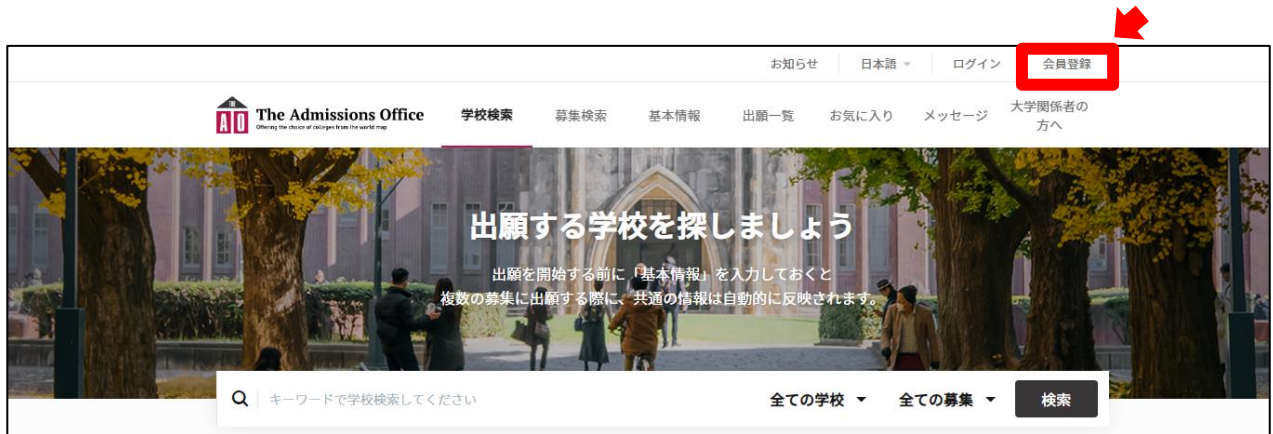 お知らせ 日本語 ログイン 会員登録
THE
AO
The Admissions Office
Offering the choice of colleges from the world map
学校検索 募集検索 基本情報 出願一覧 お気に入り メッセージ 大学関係者の
方へ
出願する学校を探しましょう
出願を開始する前に「基本情報」を入力しておくと
複数の募集に出願する際に、共通の情報は自動的に反映されます。
キーワードで学校検索してください 全ての学校 全ての募集 検索